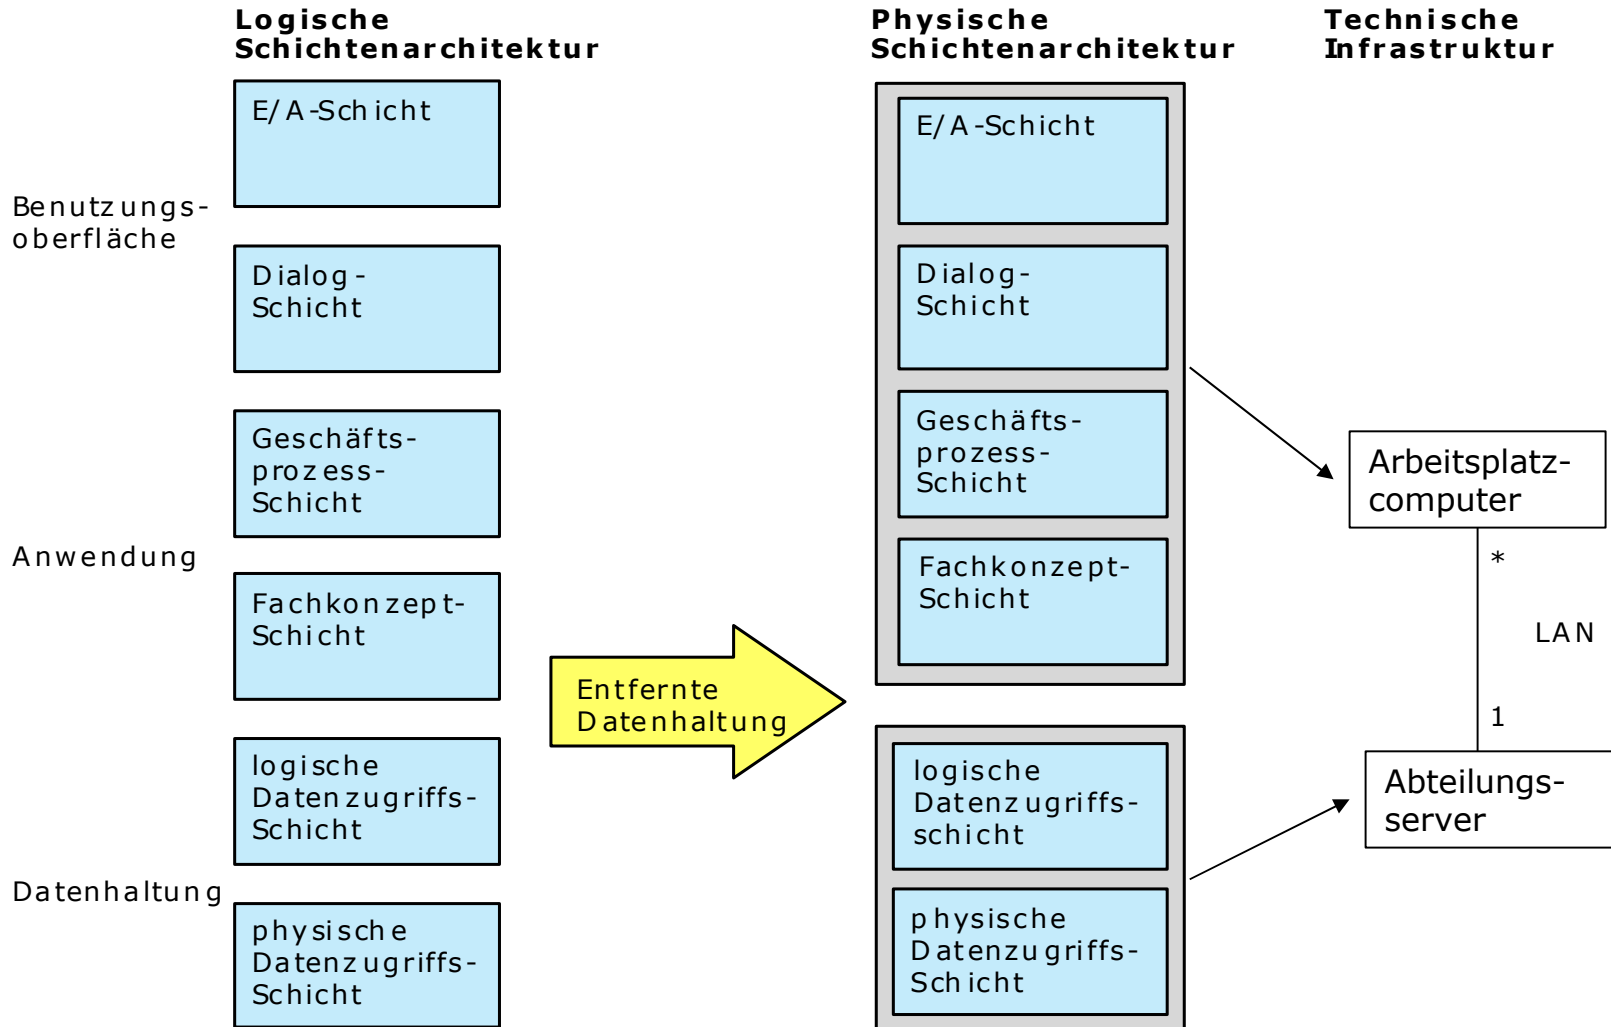 Logische
Schichtenarchitektur
Physische
Schichtenarchitektur
Technische
Infrastruktur
Benutzungs-
oberfläche
Anwendung
Datenhaltung
E/A-Schicht
Dialog-
Schicht
Geschäfts-
prozess-
Schicht
Fachkonzept-
Schicht
logische
Datenzugriffs-
Schicht
physische
Datenzugriffs-
Schicht
Entfernte
Datenhaltung
E/A-Schicht
Dialog-
Schicht
Geschäfts-
prozess-
Schicht
Fachkonzept-
Schicht
logische
Datenzugriffs-
schicht
physische
Datenzugriffs-
Schicht
Arbeitsplatz-
computer
*
LAN
1
Abteilungs-
server